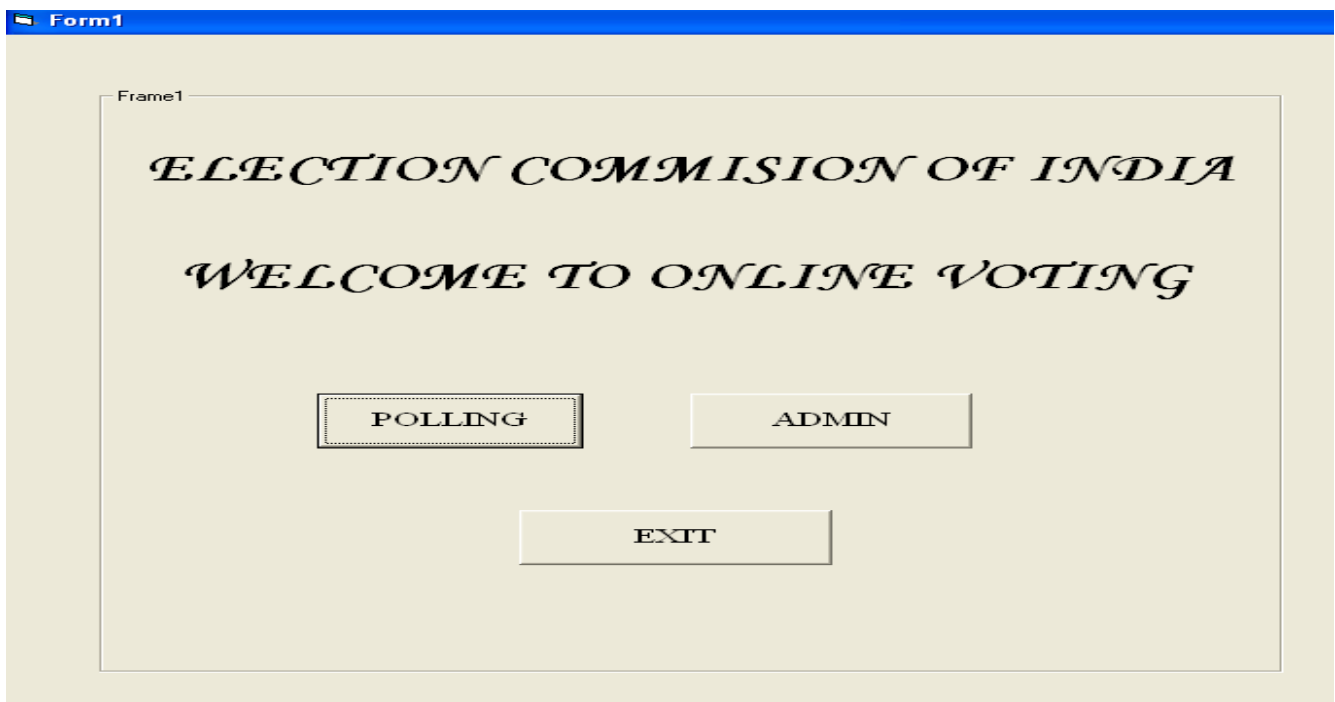 Form1
Frame1
ELECTION COMMISION OF INDIA
WELCOME TO ONLINE VOTING
POLLING ADMIN
EXIT